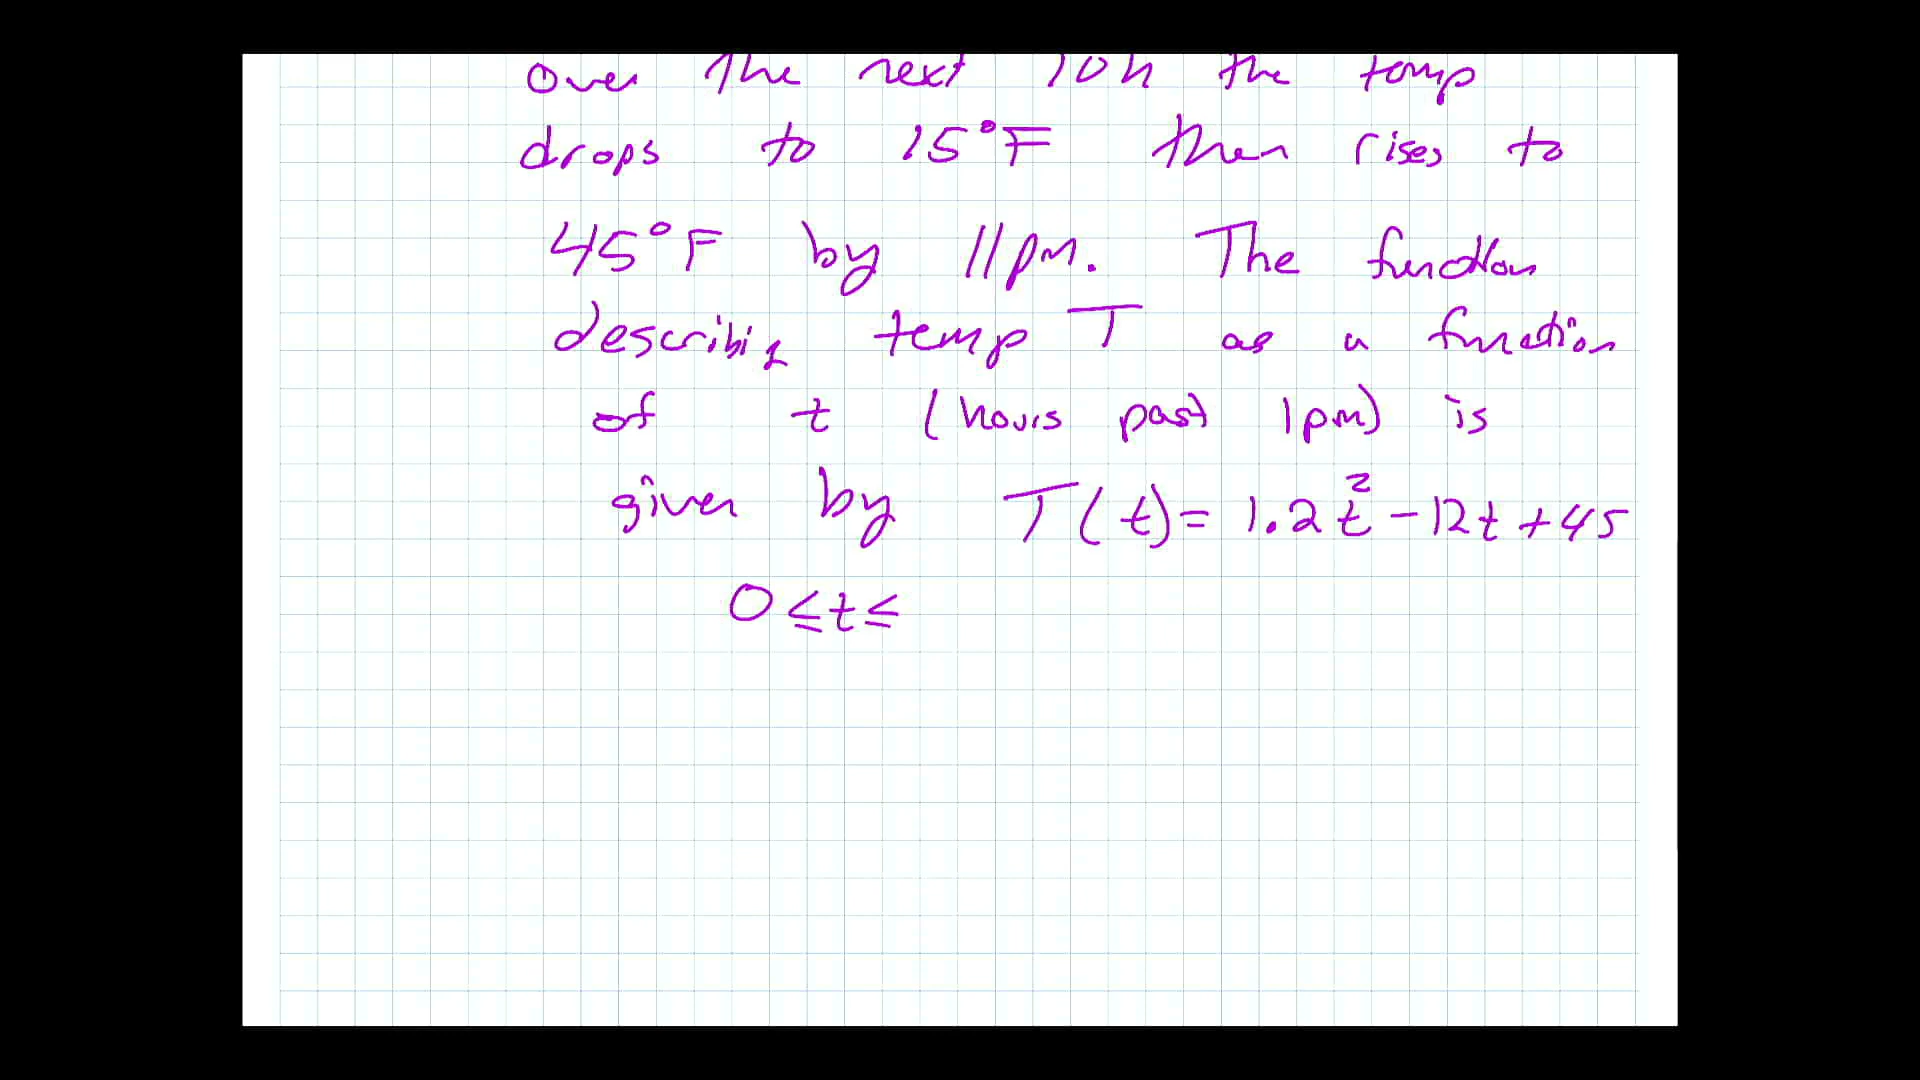 Over the next 10h the temp
drops to 15°F then rises to
45°F by 11pm. The function
describing temp T as a function
of t (hours past 1pm) is
given by T(t)= 1.2t² - 12t + 45
0 ≤ t ≤